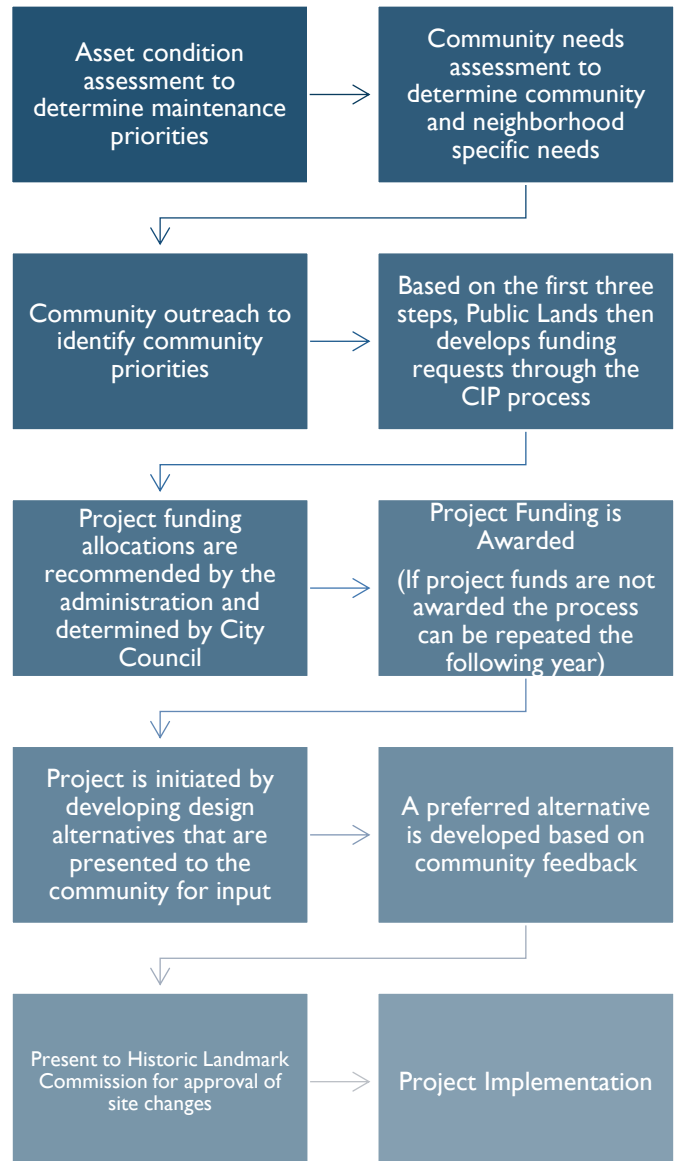 Asset condition
assessment to
determine maintenance
priorities
Community needs
assessment to
determine community
and neighborhood
specific needs
Community outreach to
identify community
priorities
Based on the first three
steps, Public Lands then
develops funding
requests through the
CIP process
Project funding
allocations are
recommended by the
administration and
determined by City
Council
Project Funding is
Awarded
(If project funds are not
awarded the process
can be repeated the
following year)
Project is initiated by
developing design
alternatives that are
presented to the
community for input
A preferred alternative
is developed based on
community feedback
Present to Historic Landmark
Commission for approval of
site changes
Project Implementation